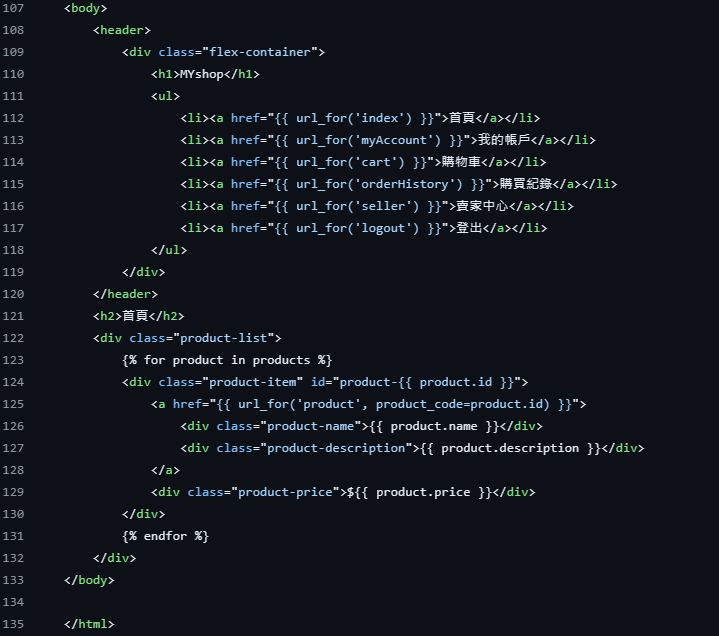 107 <body>
108 <header>
109 <div class="flex-container">
110 <h1>MYshop</h1>
111 <ul>
112 <li><a href="{{ url_for('index') }}">首頁</a></li>
113 <li><a href="{{ url_for('myAccount') }}">我的帳戶</a></li>
114 <li><a href="{{ url_for('cart') }}">購物車</a></li>
115 <li><a href="{{ url_for('orderHistory') }}">購買紀錄</a></li>
116 <li><a href="{{ url_for('seller') }}">賣家中心</a></li>
117 <li><a href="{{ url_for('logout') }}">登出</a></li>
118 </ul>
119 </div>
120 </header>
121 <h2>首頁</h2>
122 <div class="product-list">
123 {% for product in products %}
124 <div class="product-item" id="product-{{ product.id }}">
125 <a href="{{ url_for('product', product_code=product.id) }}">
126 <div class="product-name">{{ product.name }}</div>
127 <div class="product-description">{{ product.description }}</div>
128 </a>
129 <div class="product-price">${{ product.price }}</div>
130 </div>
131 {% endfor %}
132 </div>
133 </body>
134
135 </html>